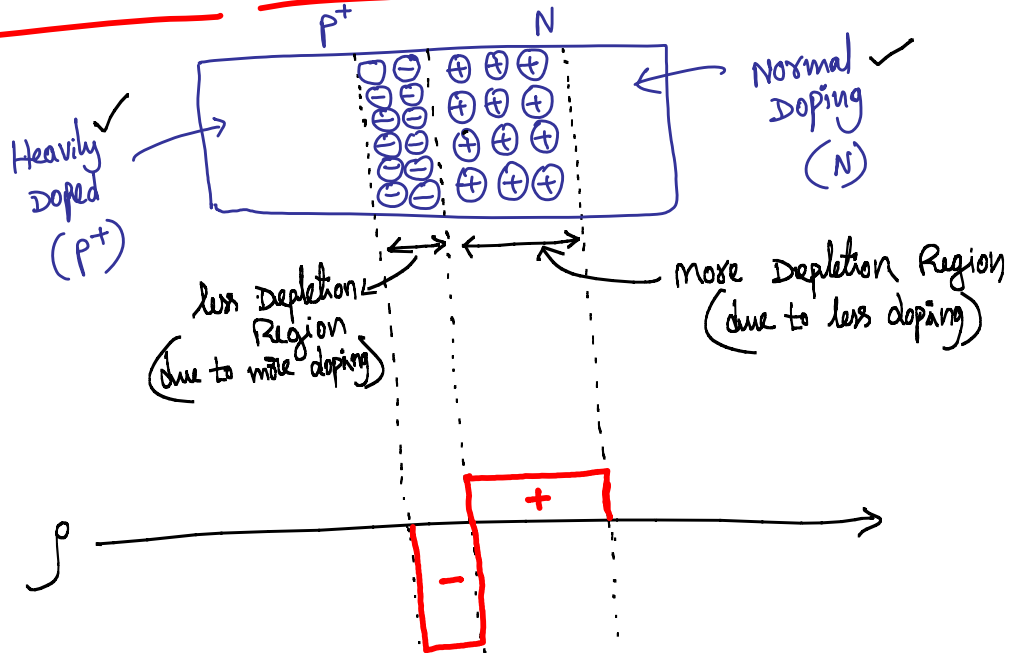 P⁺
N
Heavily
Doped
(P⁺)
⊖
⊕ ⊕ ⊕
⊖ ⊖
⊕ ⊕ ⊕
⊖ ⊖
⊖ ⊖
⊕ ⊕ ⊕
⊖ ⊖
⊖ ⊖
⊕ ⊕ ⊕
Normal
Doping
(N)
less Depletion
Region
(due to more doping)
More Depletion Region
(due to less doping)
ρ
+
−